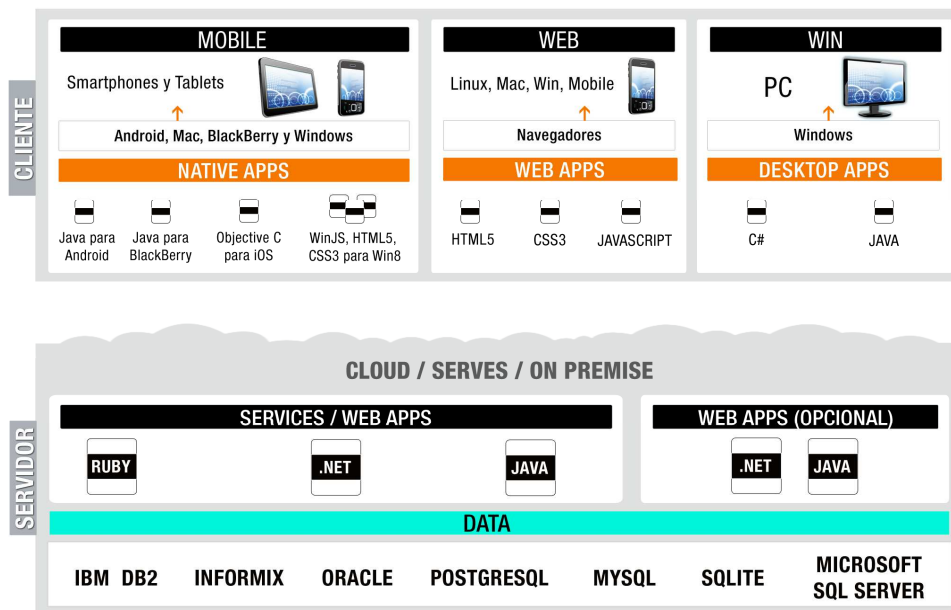 CLIENTE
MOBILE
Smartphones y Tablets
Android, Mac, BlackBerry y Windows
NATIVE APPS
Java para
Android
Java para
BlackBerry
Objective C
para iOS
WinJS, HTML5,
CSS3 para Win8
WEB
Linux, Mac, Win, Mobile
Navegadores
WEB APPS
HTML5
CSS3
JAVASCRIPT
WIN
PC
Windows
DESKTOP APPS
C#
JAVA
SERVIDOR
CLOUD / SERVES / ON PREMISE
SERVICES / WEB APPS
RUBY
.NET
JAVA
WEB APPS (OPCIONAL)
.NET
JAVA
DATA
IBM DB2
INFORMIX
ORACLE
POSTGRESQL
MYSQL
SQLITE
MICROSOFT
SQL SERVER